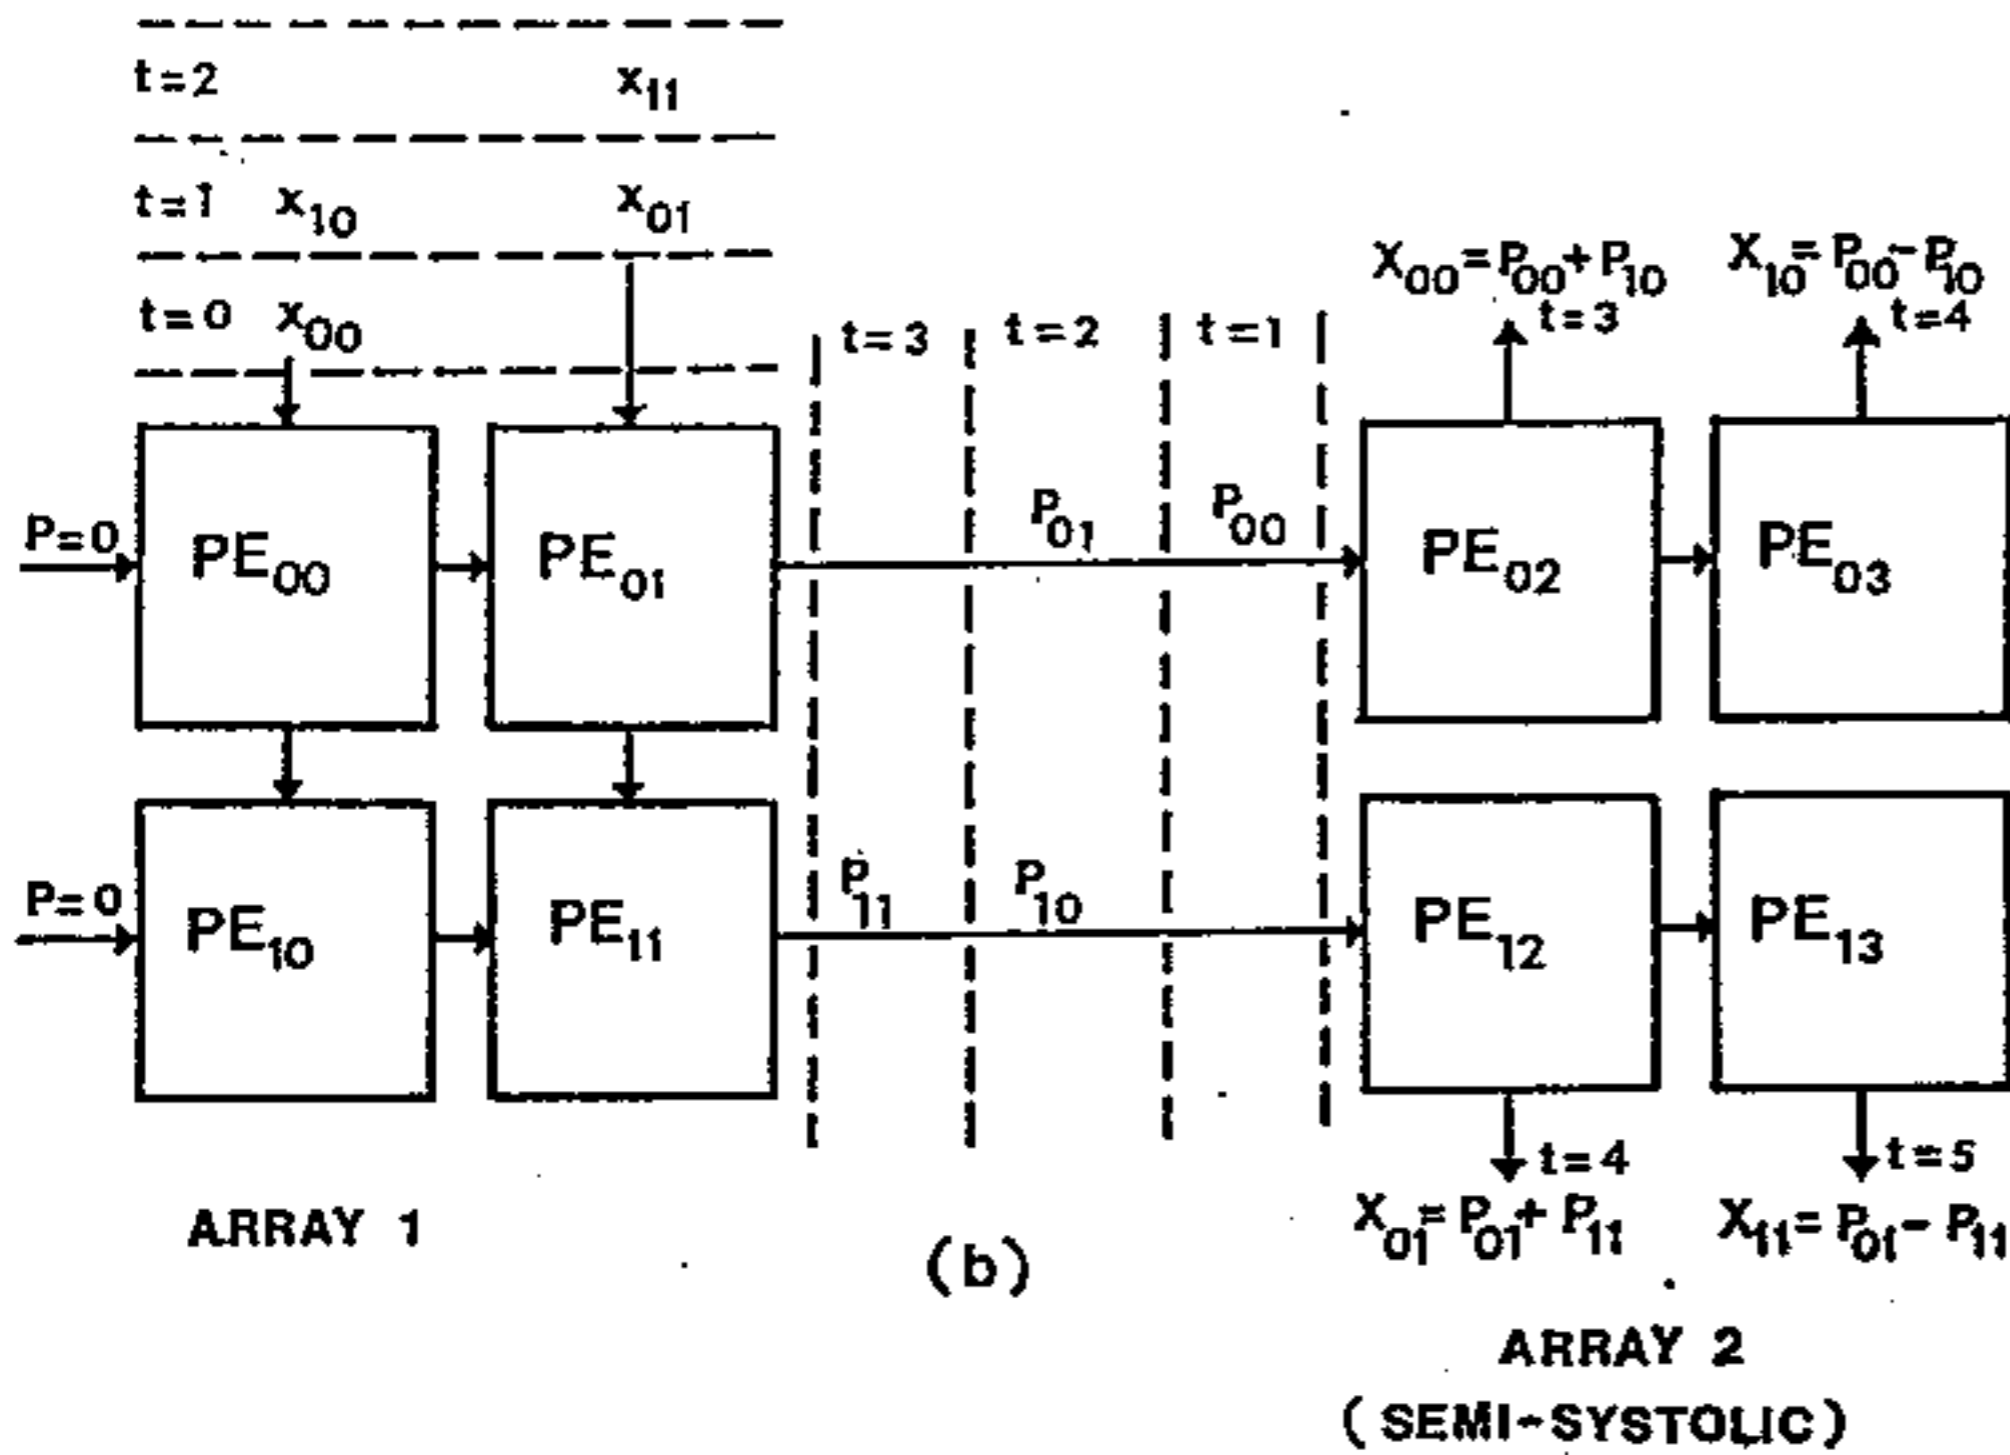 t=2 x11
t=1 x10 x01
t=0 x00
t=3 t=2 t=1
X00=P00+P10 X10=P00-P10
t=3 t=4
P=0 PE00 PE01 P01 P00 PE02 PE03
P=0 PE10 PE11 P11 P10 PE12 PE13
t=4 t=5
X01=P01+P11 X11=P01-P11
ARRAY 1
(b)
ARRAY 2
(SEMI-SYSTOLIC)